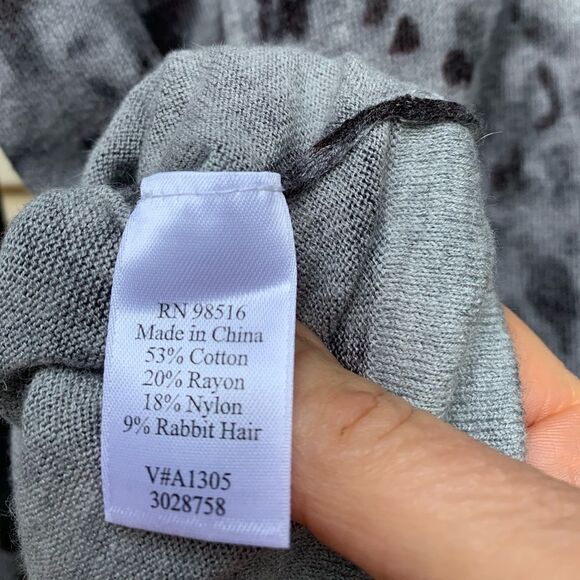 RN 98516
Made in China
53% Cotton
20% Rayon
18% Nylon
9% Rabbit Hair
V#A1305
3028758